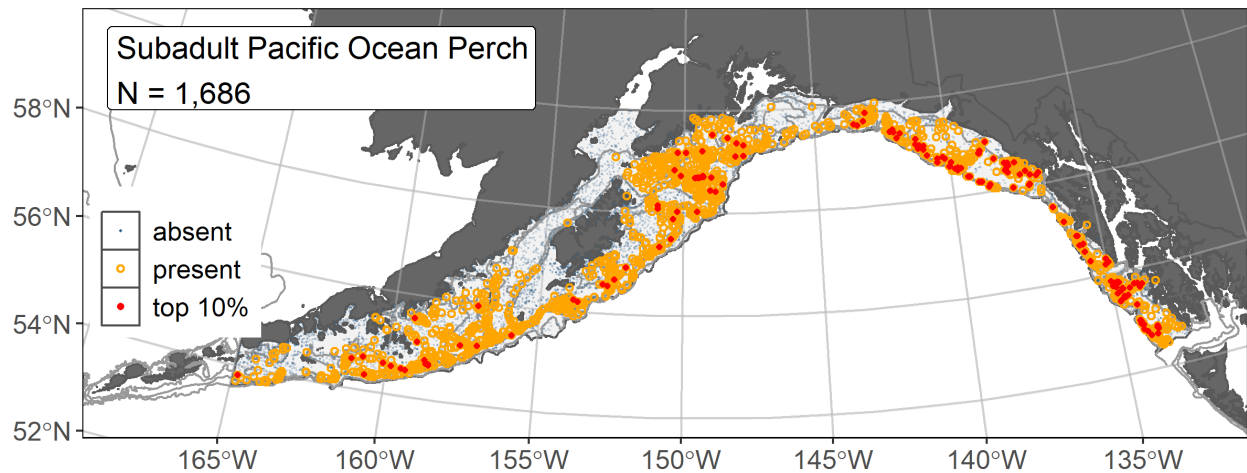 Subadult Pacific Ocean Perch
N = 1,686
58°N
56°N
54°N
52°N
absent
present
top 10%
165°W
160°W
155°W
150°W
145°W
140°W
135°W